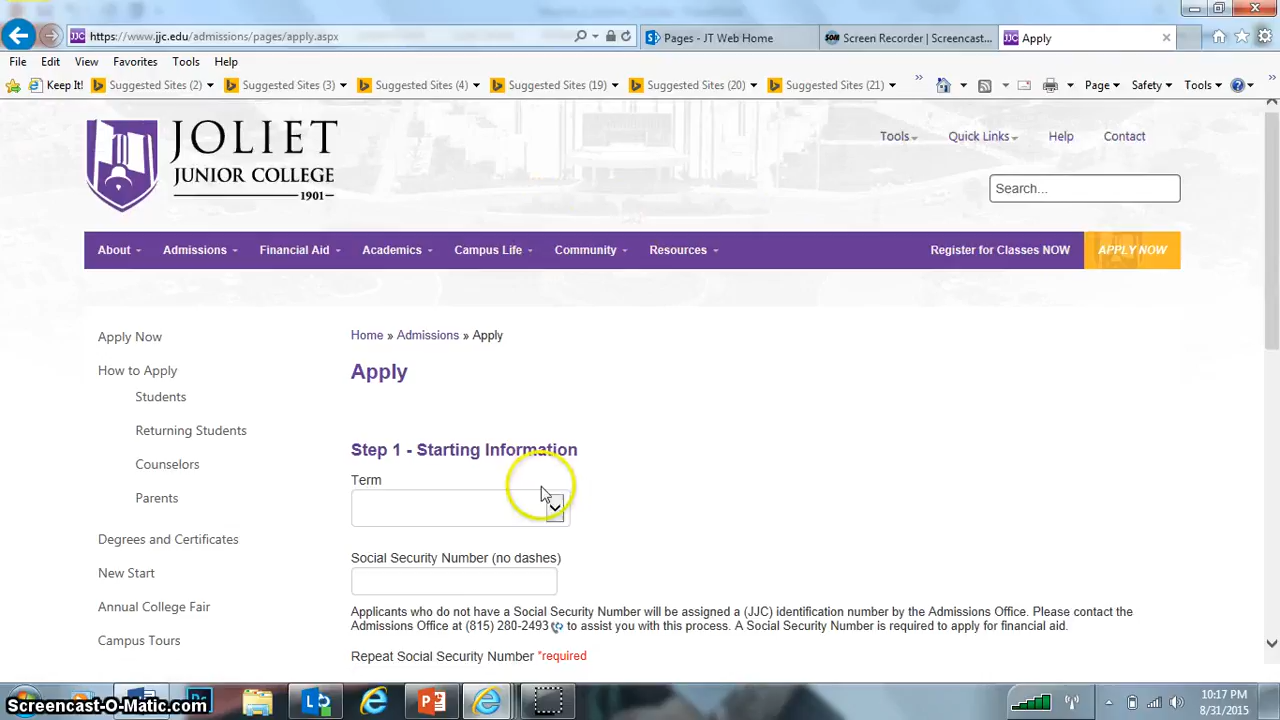 https://www.jjc.edu/admissions/pages/apply.aspx
Pages - JT Web Home
Screen Recorder | Screencast...
JJC Apply
File Edit View Favorites Tools Help
Keep It! Suggested Sites (2) Suggested Sites (3) Suggested Sites (4) Suggested Sites (19) Suggested Sites (20) Suggested Sites (21) » Page Safety Tools »
JOLIET
JUNIOR COLLEGE
1901
Tools Quick Links Help Contact
Search...
About Admissions Financial Aid Academics Campus Life Community Resources Register for Classes NOW APPLY NOW
Apply Now
How to Apply
Students
Returning Students
Counselors
Parents
Degrees and Certificates
New Start
Annual College Fair
Campus Tours
Home » Admissions » Apply
Apply
Step 1 - Starting Information
Term
Social Security Number (no dashes)
Applicants who do not have a Social Security Number will be assigned a (JJC) identification number by the Admissions Office. Please contact the
Admissions Office at (815) 280-2493 to assist you with this process. A Social Security Number is required to apply for financial aid.
Repeat Social Security Number *required
Screencast-O-Matic.com
10:17 PM
8/31/2015